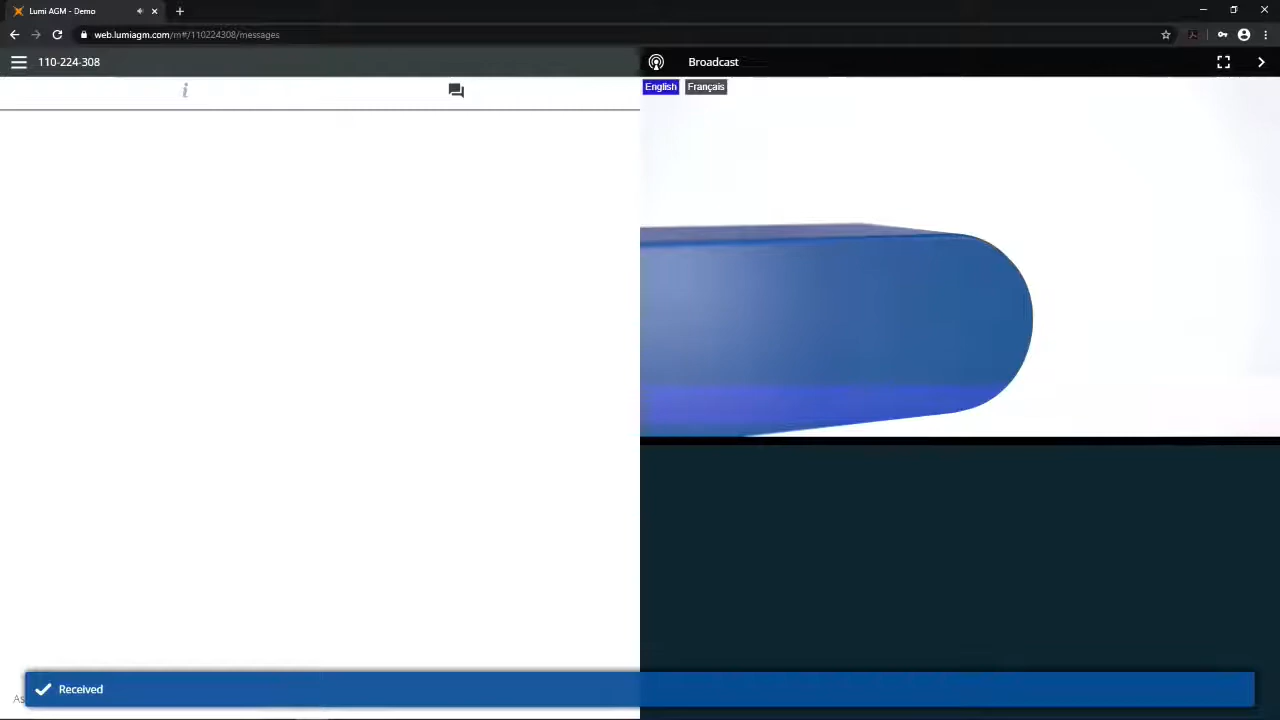 Lumi AGM - Demo
web.lumiagm.com/m#/110224308/messages
110-224-308
Broadcast
English Français
Received